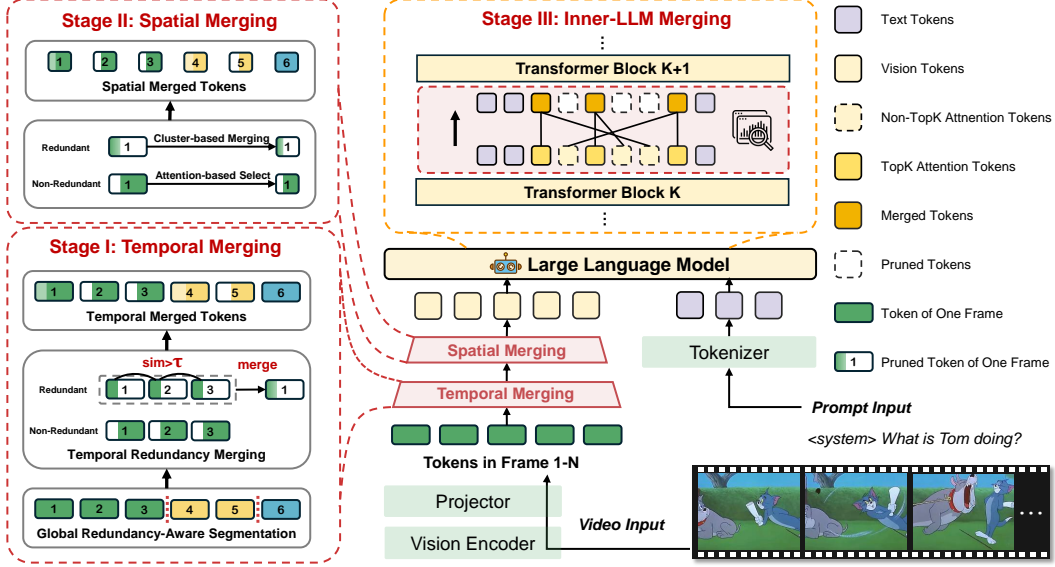 Stage II: Spatial Merging
1 2 3 4 5 6
Spatial Merged Tokens
Redundant
1
Cluster-based Merging
1
Non-Redundant
1
Attention-based Select
1
Stage I: Temporal Merging
1 2 3 4 5 6
Temporal Merged Tokens
sim>τ
merge
Redundant
1 2 3
1
Non-Redundant
1 2 3
Temporal Redundancy Merging
1 2 3 4 5 6
Global Redundancy-Aware Segmentation
Stage III: Inner-LLM Merging
...
Transformer Block K+1
Transformer Block K
...
Large Language Model
Spatial Merging
Temporal Merging
Tokens in Frame 1-N
Projector
Vision Encoder
Tokenizer
Prompt Input
<system> What is Tom doing?
Video Input
...
Text Tokens
Vision Tokens
Non-TopK Attnention Tokens
TopK Attention Tokens
Merged Tokens
Pruned Tokens
Token of One Frame
1
Pruned Token of One Frame